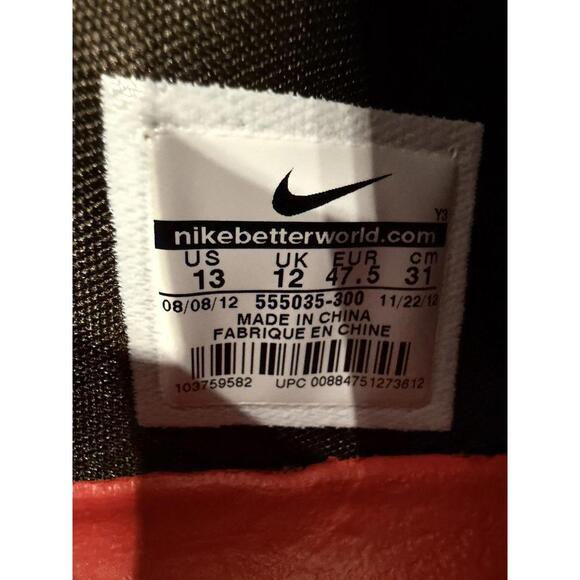 Y3
nikebetterworld.com
US UK EUR cm
13 12 47.5 31
08/08/12 555035-300 11/22/12
MADE IN CHINA
FABRIQUE EN CHINE
103759582 UPC 00884751273612